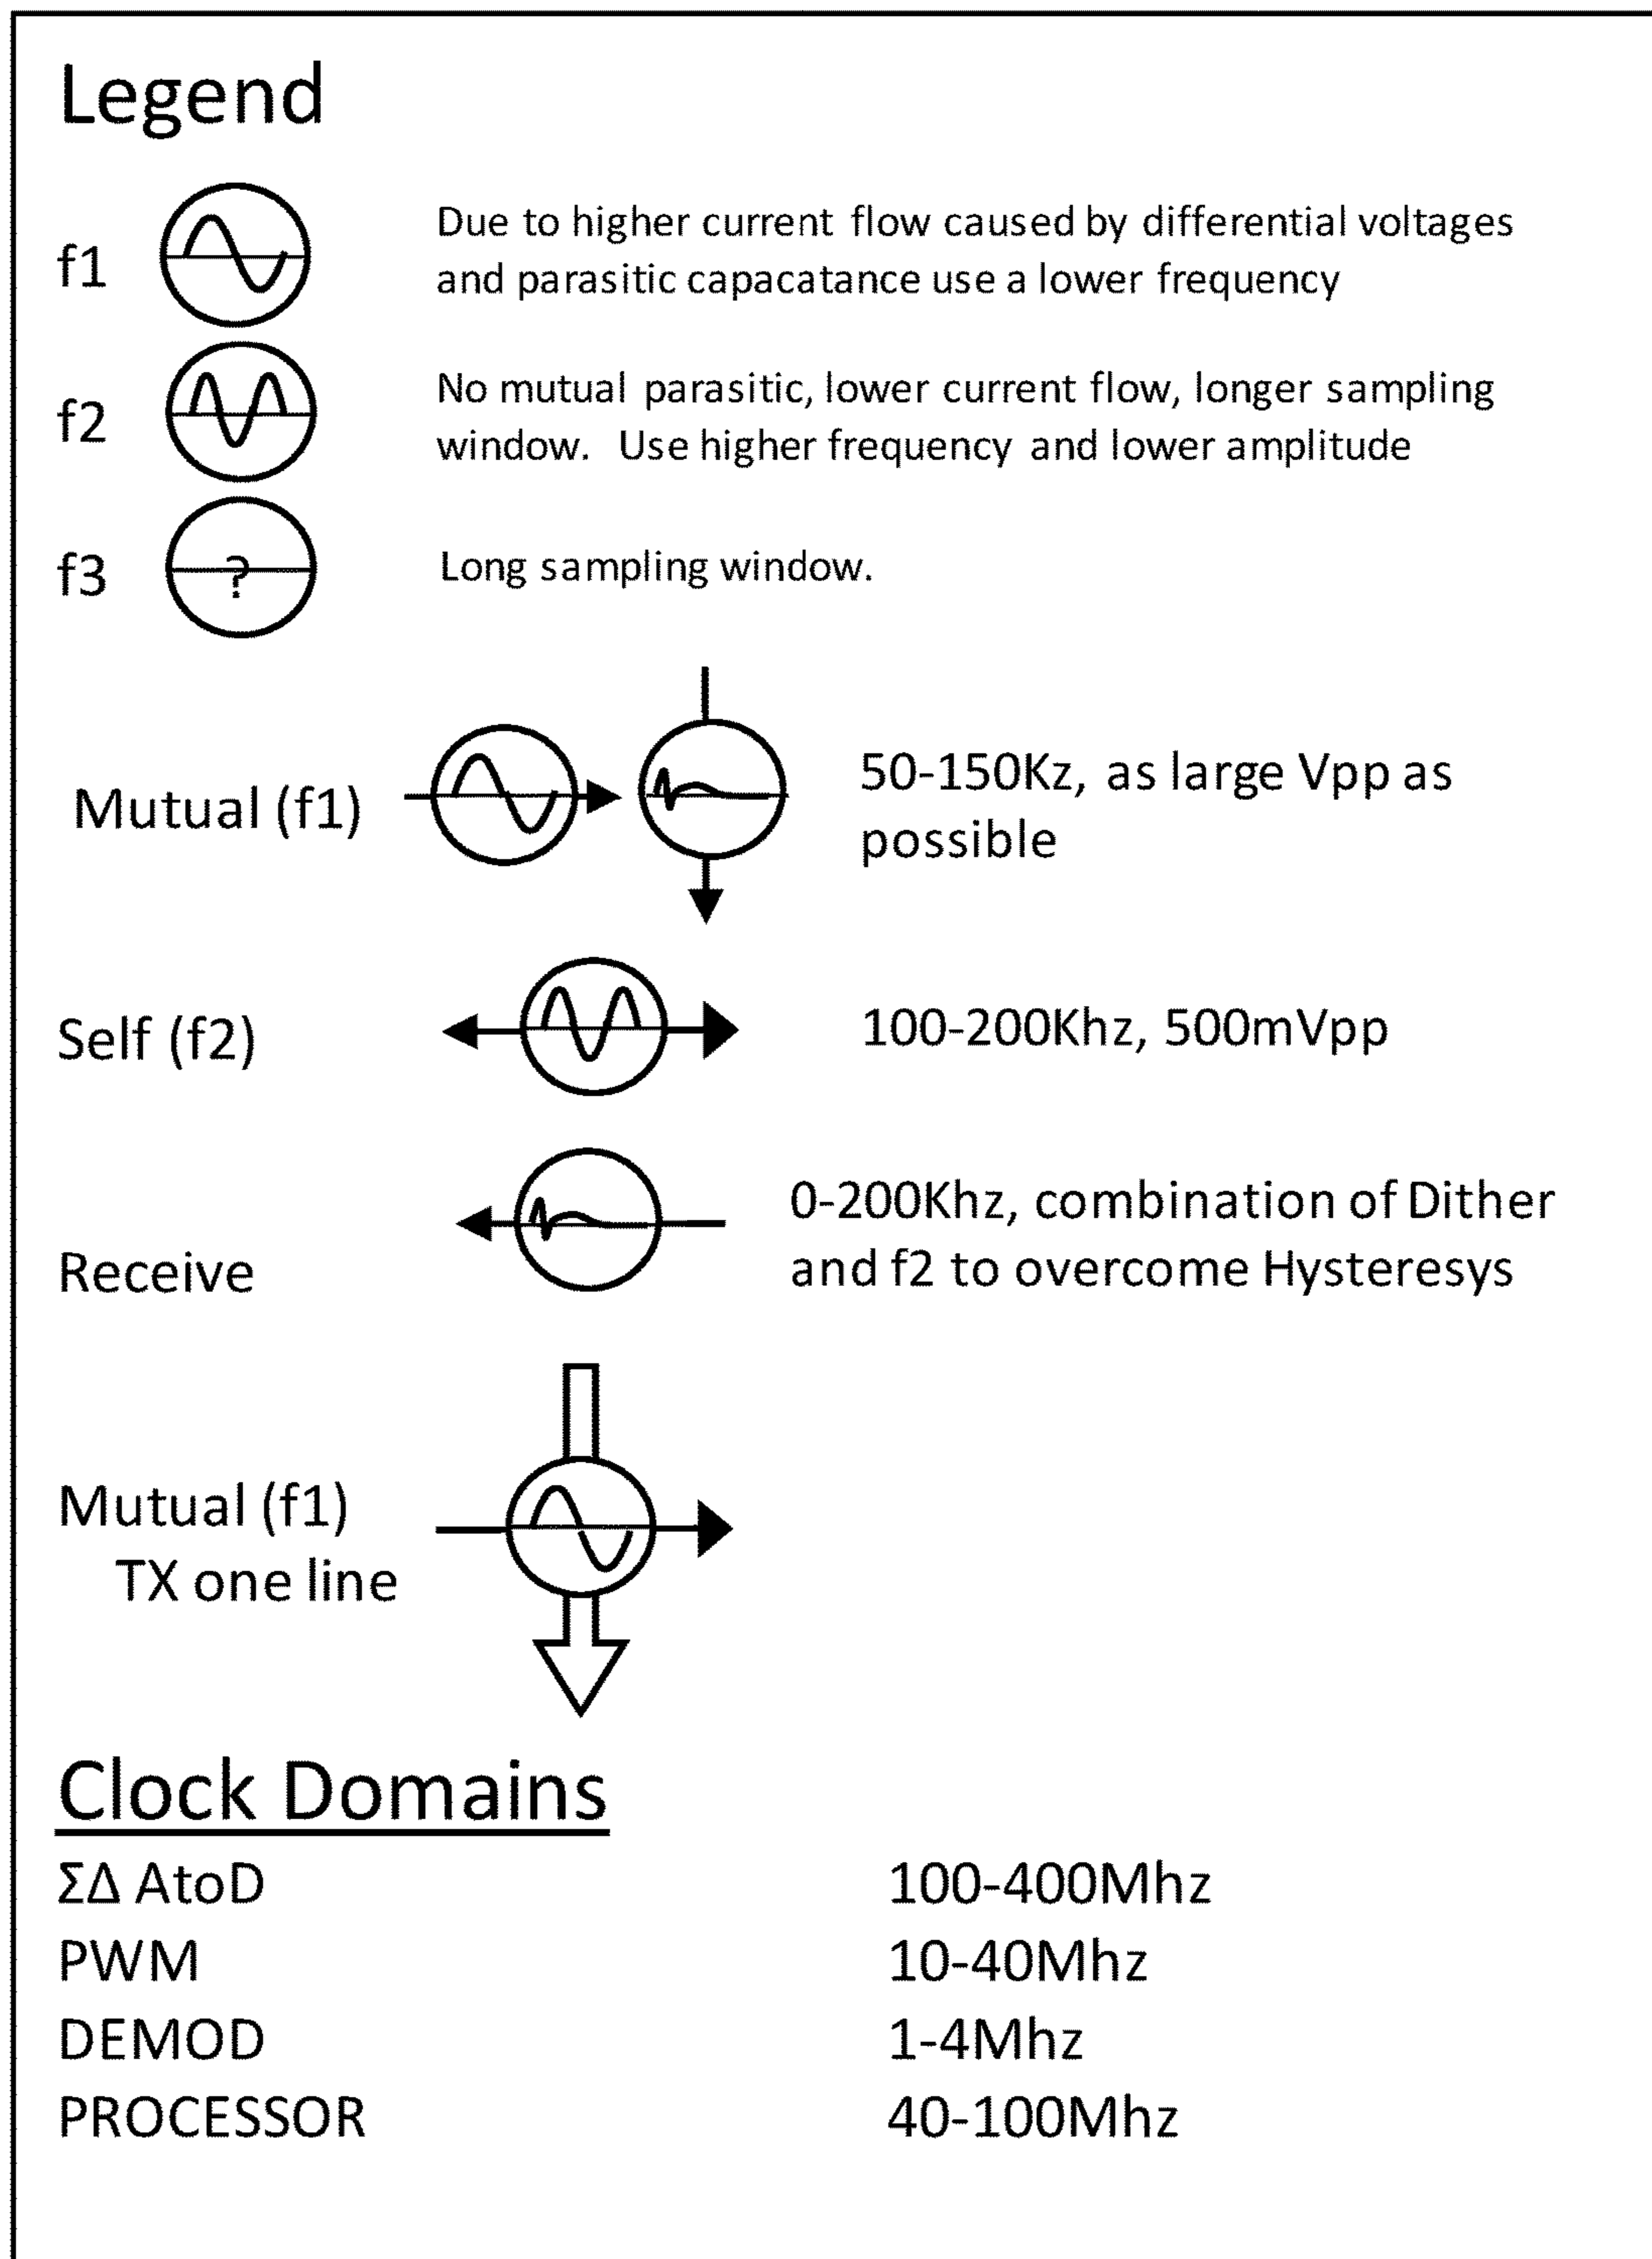 Legend
f1
Due to higher current flow caused by differential voltages
and parasitic capacatance use a lower frequency
f2
No mutual parasitic, lower current flow, longer sampling
window. Use higher frequency and lower amplitude
f3
?
Long sampling window.
Mutual (f1)
50-150Kz, as large Vpp as
possible
Self (f2)
100-200Khz, 500mVpp
Receive
0-200Khz, combination of Dither
and f2 to overcome Hysteresys
Mutual (f1)
TX one line
Clock Domains
ΣΔ AtoD 100-400Mhz
PWM 10-40Mhz
DEMOD 1-4Mhz
PROCESSOR 40-100Mhz